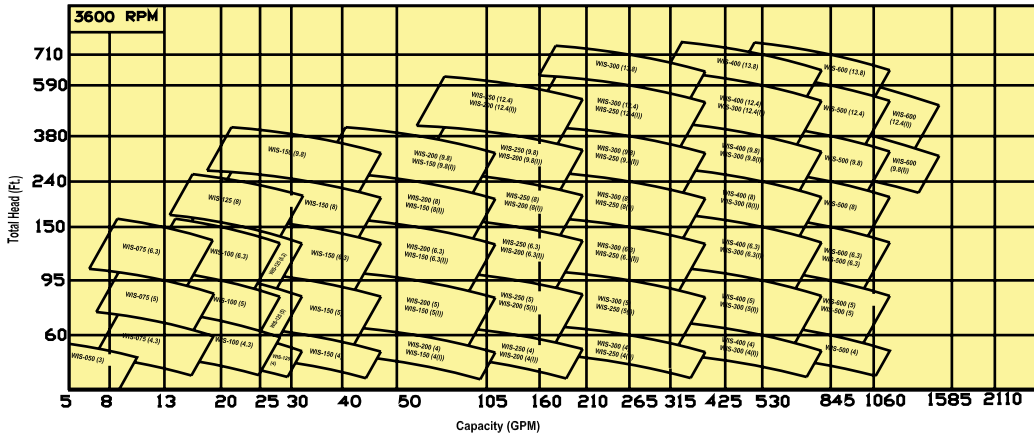 3600 RPM
710
590
380
240
150
95
60
Total Head (Ft.)
WIS-300 (13.8)
WIS-400 (13.8)
WIS-600 (13.8)
WIS-250 (12.4)
WIS-200 (12.4(I))
WIS-300 (12.4)
WIS-250 (12.4(I))
WIS-400 (12.4)
WIS-300 (12.4(I))
WIS-500 (12.4)
WIS-600
(12.4(I))
WIS-150 (9.8)
WIS-200 (9.8)
WIS-150 (9.8(I))
WIS-250 (9.8)
WIS-200 (9.8(I))
WIS-300 (9.8)
WIS-250 (9.8(I))
WIS-400 (9.8)
WIS-300 (9.8(I))
WIS-500 (9.8)
WIS-600
(9.8(I))
WIS-125 (8)
WIS-150 (8)
WIS-200 (8)
WIS-150 (8(I))
WIS-250 (8)
WIS-200 (8(I))
WIS-300 (8)
WIS-250 (8(I))
WIS-400 (8)
WIS-300 (8(I))
WIS-500 (8)
WIS-075 (6.3)
WIS-100 (6.3)
WIS-125 (6.3)
WIS-150 (6.3)
WIS-200 (6.3)
WIS-150 (6.3(I))
WIS-250 (6.3)
WIS-200 (6.3(I))
WIS-300 (6.3)
WIS-250 (6.3(I))
WIS-400 (6.3)
WIS-300 (6.3(I))
WIS-600 (6.3)
WIS-500 (6.3)
WIS-075 (5)
WIS-100 (5)
WIS-125 (5)
WIS-150 (5)
WIS-200 (5)
WIS-150 (5(I))
WIS-250 (5)
WIS-200 (5(I))
WIS-300 (5)
WIS-250 (5(I))
WIS-400 (5)
WIS-300 (5(I))
WIS-600 (5)
WIS-500 (5)
WIS-050 (3)
WIS-075 (4.3)
WIS-100 (4.3)
WIS-125
(4)
WIS-150 (4)
WIS-200 (4)
WIS-150 (4(I))
WIS-250 (4)
WIS-200 (4(I))
WIS-300 (4)
WIS-250 (4(I))
WIS-400 (4)
WIS-300 (4(I))
WIS-500 (4)
5 8 13 20 25 30 40 50 105 160 210 265 315 425 530 845 1060 1585 2110
Capacity (GPM)